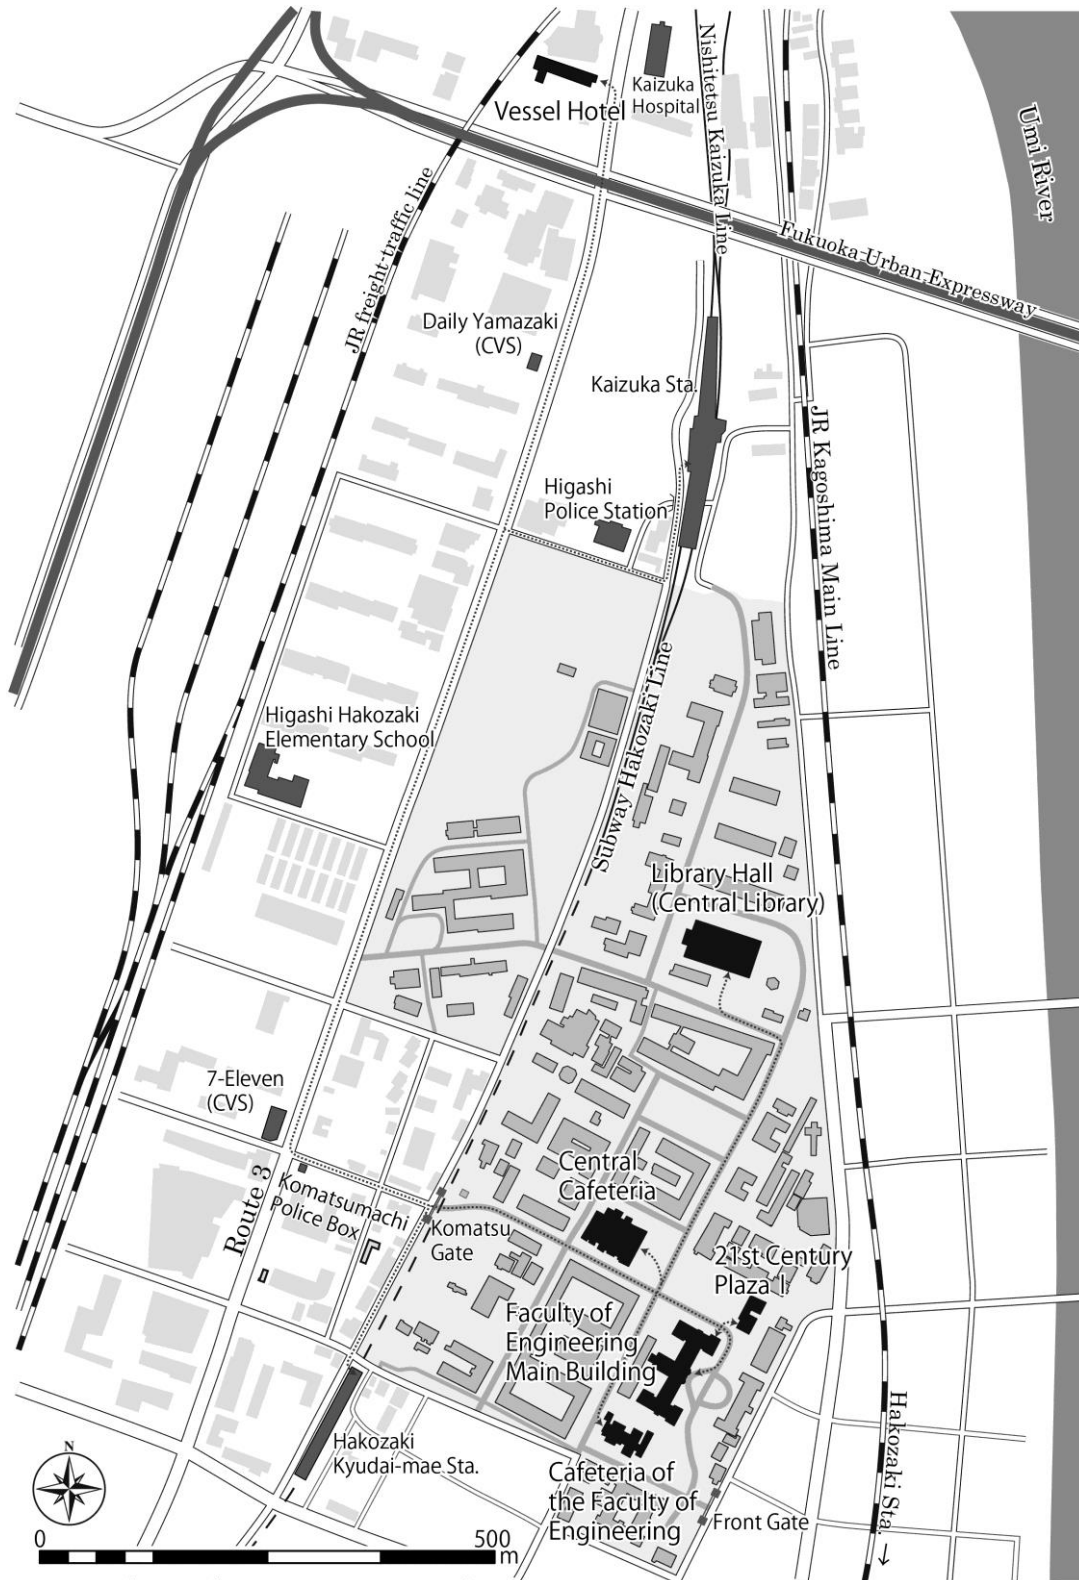 Vessel Hotel
Kaizuka
Hospital
Nishitetsu Kaizuka Line
Umi River
JR freight-traffic line
Fukuoka Urban Expressway
Daily Yamazaki
(CVS)
Kaizuka Sta.
JR Kagoshima Main Line
Higashi
Police Station
Subway Hakozaki Line
Higashi Hakozaki
Elementary School
Library Hall
(Central Library)
7-Eleven
(CVS)
Route 3
Komatsumachi
Police Box
Komatsu
Gate
Central
Cafeteria
21st Century
Plaza I
Faculty of
Engineering
Main Building
Hakozaki
Kyudai-mae Sta.
Cafeteria of
the Faculty of
Engineering
Front Gate
Hakozaki Sta. →
N
0 500 m